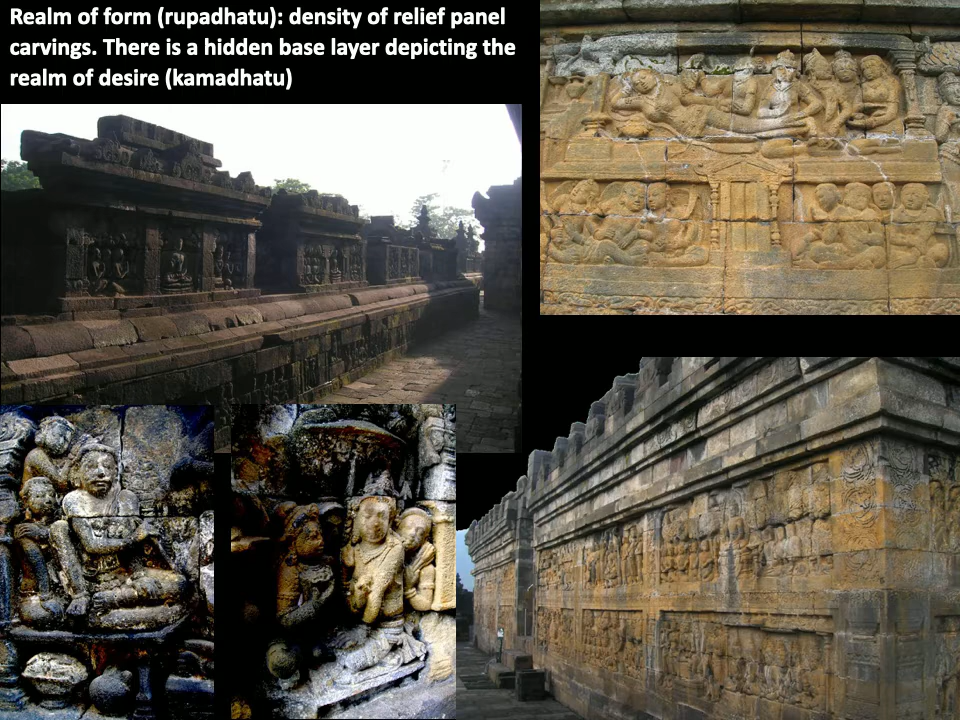 Realm of form (rupadhatu): density of relief panel
carvings. There is a hidden base layer depicting the
realm of desire (kamadhatu)